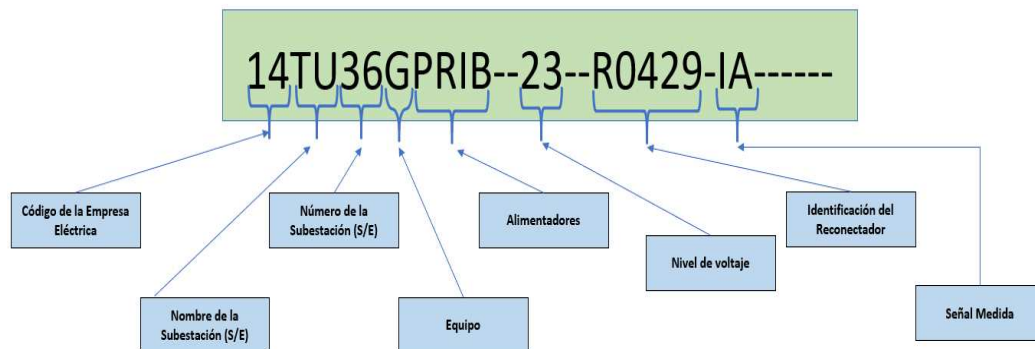 14TU36GPRIB--23--R0429-IA------
Código de la Empresa
Eléctrica
Número de la
Subestación (S/E)
Alimentadores
Identificación del
Reconectador
Nivel de voltaje
Nombre de la
Subestación (S/E)
Equipo
Señal Medida